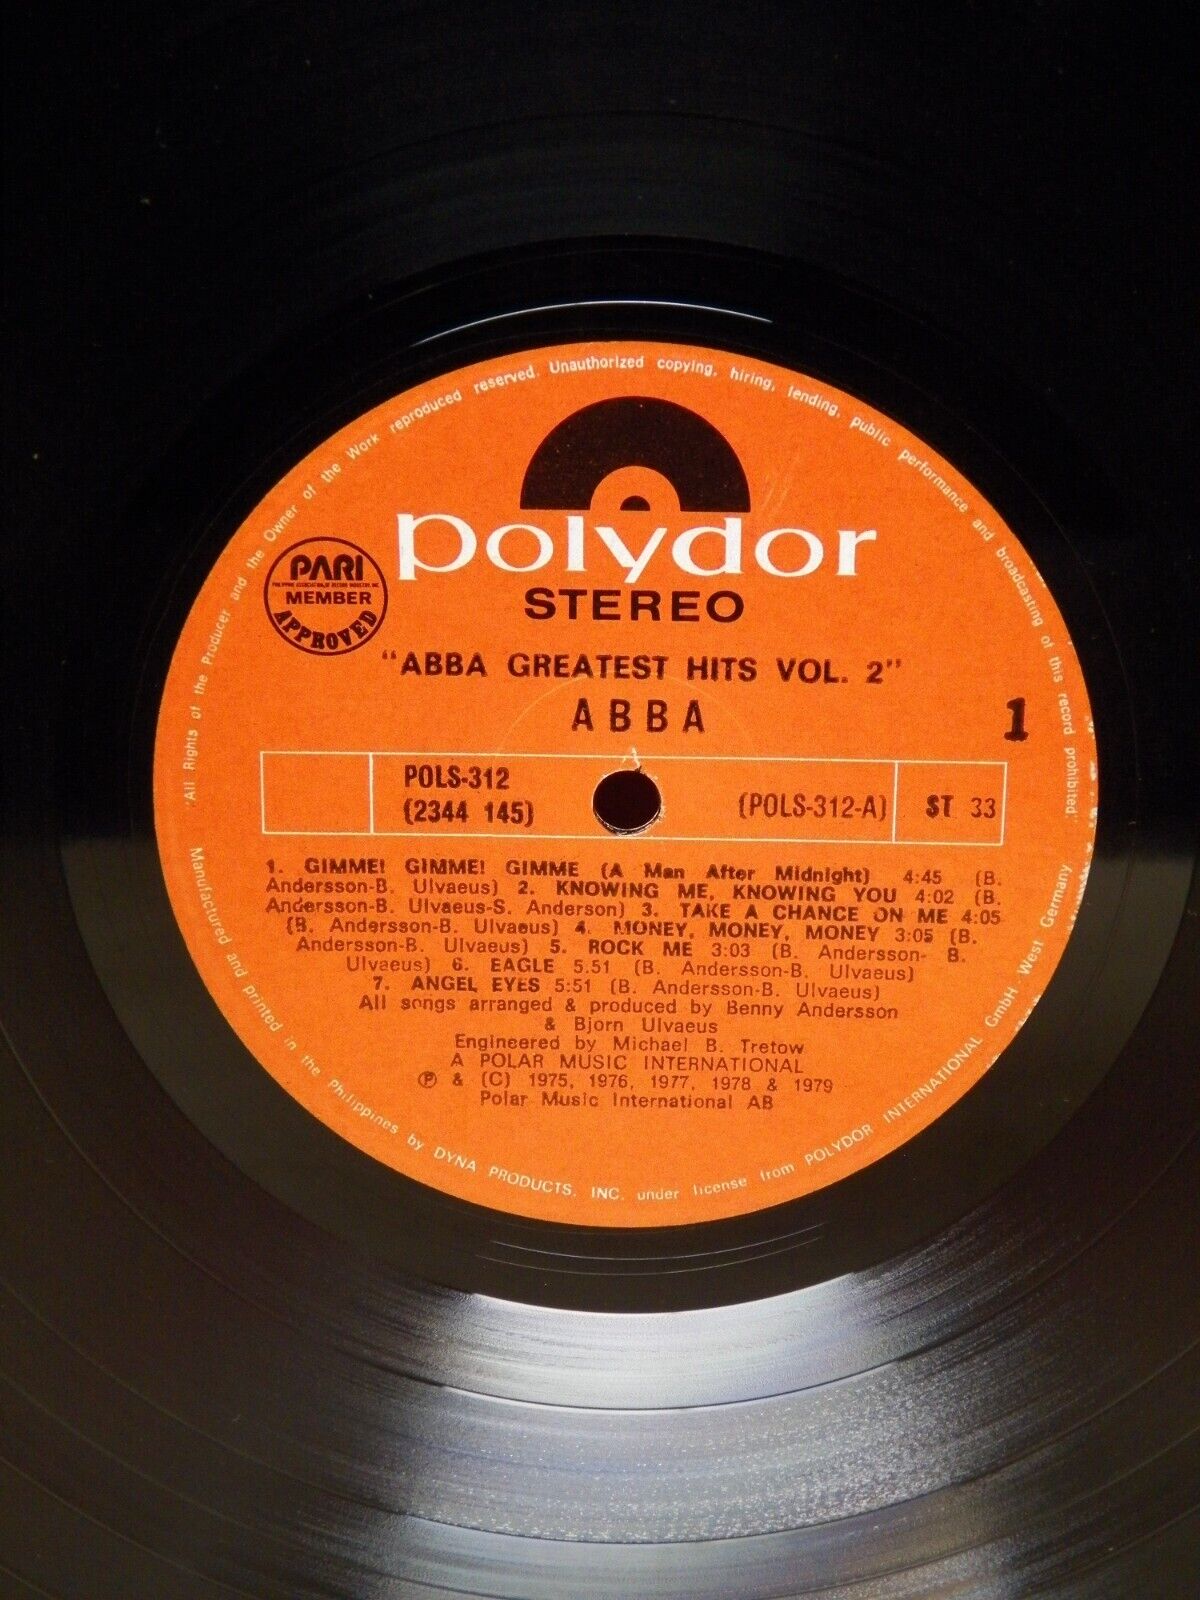 "All Rights of the Producer and the Owner of the Work reproduced reserved. Unauthorized copying, hiring, lending, public performance and broadcasting of this record prohibited."
polydor
STEREO
PARI
PHILIPPINE ASSOCIATION OF RECORD INDUSTRY, INC.
MEMBER
APPROVED
"ABBA GREATEST HITS VOL. 2"
ABBA
1
POLS-312
(2344 145)
(POLS-312-A)
ST 33
1. GIMME! GIMME! GIMME (A Man After Midnight) 4:45 (B.
Andersson-B. Ulvaeus) 2. KNOWING ME, KNOWING YOU 4:02 (B.
Andersson-B. Ulvaeus-S. Anderson) 3. TAKE A CHANCE ON ME 4:05
(B. Andersson-B. Ulvaeus) 4. MONEY, MONEY, MONEY 3:05 (B.
Andersson-B. Ulvaeus) 5. ROCK ME 3:03 (B. Andersson- B.
Ulvaeus) 6. EAGLE 5.51 (B. Andersson-B. Ulvaeus)
7. ANGEL EYES 5:51 (B. Andersson-B. Ulvaeus)
All songs arranged & produced by Benny Andersson
& Bjorn Ulvaeus
Engineered by Michael B. Tretow
A POLAR MUSIC INTERNATIONAL
℗ & (C) 1975, 1976, 1977, 1978 & 1979
Polar Music International AB
Manufactured and printed in the Philippines by DYNA PRODUCTS, INC. under license from POLYDOR INTERNATIONAL GmbH West Germany